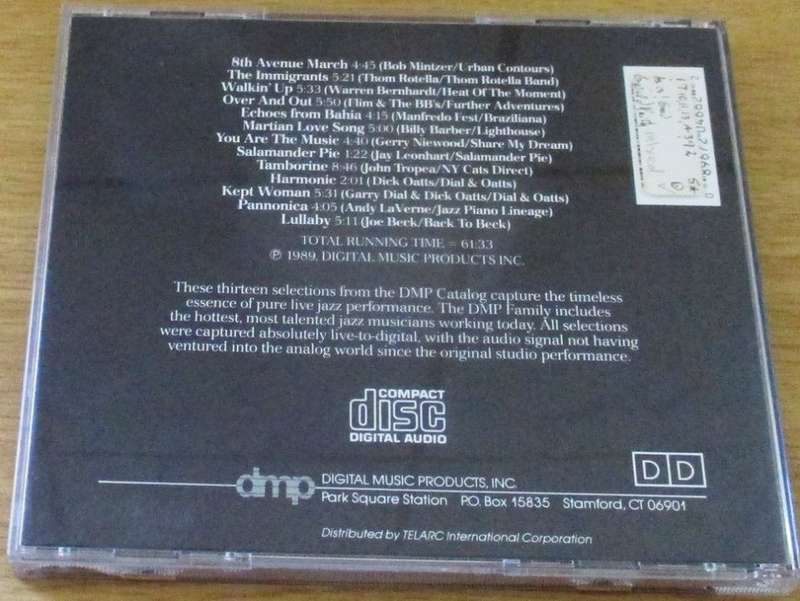 8th Avenue March 4:45 (Bob Mintzer/Urban Contours)
The Immigrants 5:21 (Thom Rotella/Thom Rotella Band)
Walkin' Up 5:33 (Warren Bernhardt/Heat Of The Moment)
Over And Out 5:50 (Flim & The BB's/Further Adventures)
Echoes from Bahia 4:15 (Manfredo Fest/Braziliana)
Martian Love Song 5:00 (Billy Barber/Lighthouse)
You Are The Music 4:40 (Gerry Niewood/Share My Dream)
Salamander Pie 1:22 (Jay Leonhart/Salamander Pie)
Tamborine 8:46 (John Tropea/NY Cats Direct)
Harmonic 2:01 (Dick Oatts/Dial & Oatts)
Kept Woman 5:31 (Garry Dial & Dick Oatts/Dial & Oatts)
Pannonica 4:05 (Andy LaVerne/Jazz Piano Lineage)
Lullaby 5:11 (Joe Beck/Back To Beck)
TOTAL RUNNING TIME = 61:33
℗ 1989, DIGITAL MUSIC PRODUCTS INC.
These thirteen selections from the DMP Catalog capture the timeless
essence of pure live jazz performance. The DMP Family includes
the hottest, most talented jazz musicians working today. All selections
were captured absolutely live-to-digital, with the audio signal not having
ventured into the analog world since the original studio performance.
COMPACT
disc
DIGITAL AUDIO
D D
dmp DIGITAL MUSIC PRODUCTS, INC.
Park Square Station P.O. Box 15835 Stamford, CT 06901
Distributed by TELARC International Corporation